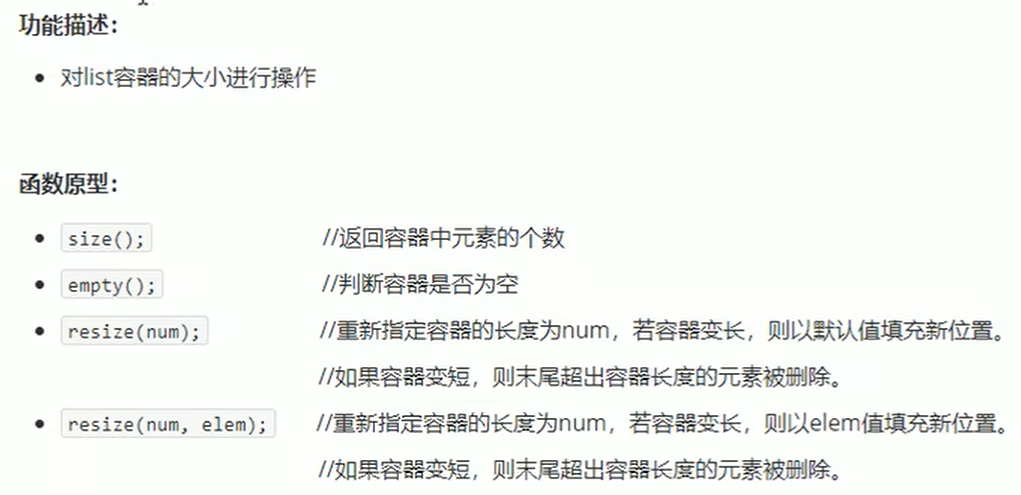 功能描述：
对list容器的大小进行操作
函数原型：
size(); //返回容器中元素的个数
empty(); //判断容器是否为空
resize(num); //重新指定容器的长度为num，若容器变长，则以默认值填充新位置。
//如果容器变短，则末尾超出容器长度的元素被删除。
resize(num, elem); //重新指定容器的长度为num，若容器变长，则以elem值填充新位置。
//如果容器变短，则末尾超出容器长度的元素被删除。